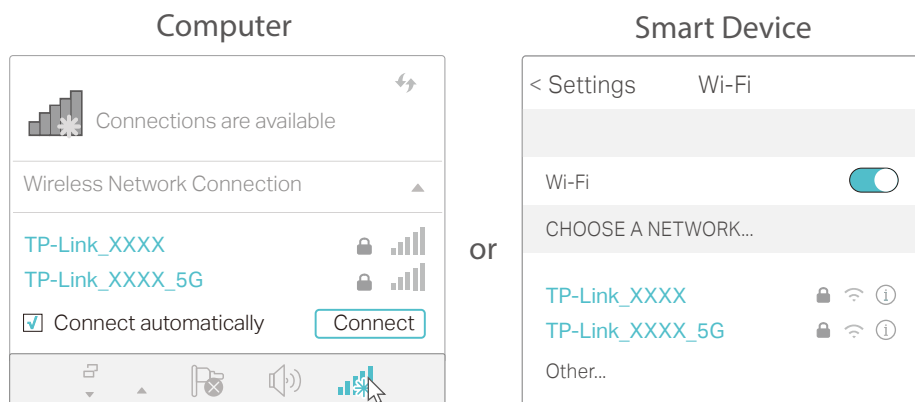 Computer
Connections are available
Wireless Network Connection
TP-Link_XXXX
TP-Link_XXXX_5G
Connect automatically Connect
or
Smart Device
< Settings Wi-Fi
Wi-Fi
CHOOSE A NETWORK...
TP-Link_XXXX
TP-Link_XXXX_5G
Other...